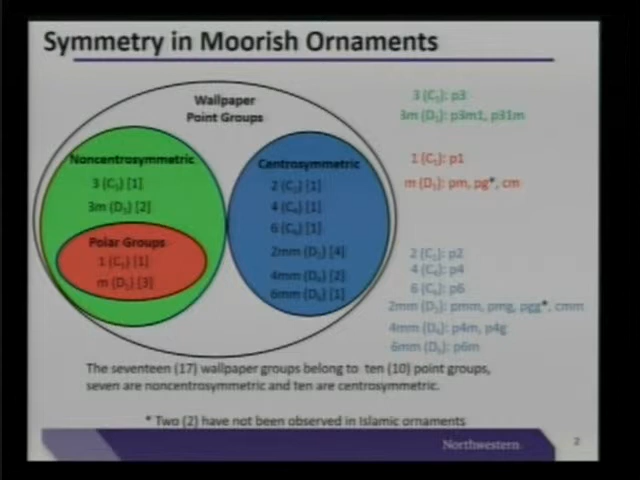 Symmetry in Moorish Ornaments
Wallpaper
Point Groups
Noncentrosymmetric
3 (C₃) [1]
3m (D₃) [2]
Polar Groups
1 (C₁) [1]
m (D₁) [3]
Centrosymmetric
2 (C₂) [1]
4 (C₄) [1]
6 (C₆) [1]
2mm (D₂) [4]
4mm (D₄) [2]
6mm (D₆) [1]
3 (C₃): p3
3m (D₃): p3m1, p31m
1 (C₁): p1
m (D₁): pm, pg*, cm
2 (C₂): p2
4 (C₄): p4
6 (C₆): p6
2mm (D₂): pmm, pmg, pgg*, cmm
4mm (D₄): p4m, p4g
6mm (D₆): p6m
The seventeen (17) wallpaper groups belong to ten (10) point groups,
seven are noncentrosymmetric and ten are centrosymmetric.
* Two (2) have not been observed in Islamic ornaments
Northwestern
2